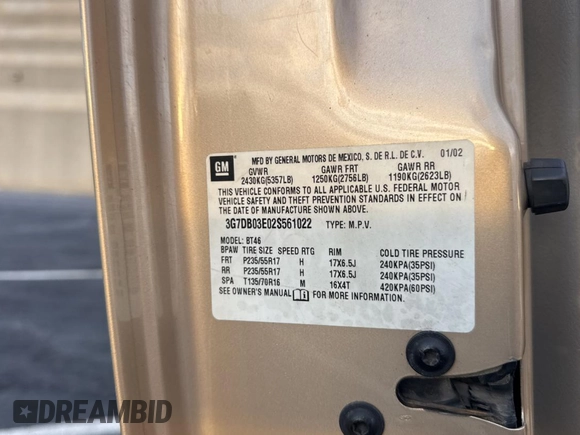 GM
MFD BY GENERAL MOTORS DE MEXICO, S. DE R.L. DE C.V. 01/02
GVWR GAWR FRT GAWR RR
2430KG(5357LB) 1250KG(2756LB) 1190KG(2623LB)
THIS VEHICLE CONFORMS TO ALL APPLICABLE U.S. FEDERAL MOTOR
VEHICLE SAFETY AND THEFT PREVENTION STANDARDS IN EFFECT ON
THE DATE OF MANUFACTURE SHOWN ABOVE.
3G7DB03E02S561022 TYPE: M.P.V.
MODEL: BT46
BPAW TIRE SIZE SPEED RTG RIM COLD TIRE PRESSURE
FRT P235/55R17 H 17X6.5J 240KPA(35PSI)
RR P235/55R17 H 17X6.5J 240KPA(35PSI)
SPA T135/70R16 M 16X4T 420KPA(60PSI)
SEE OWNER'S MANUAL FOR MORE INFORMATION.
DREAMBID